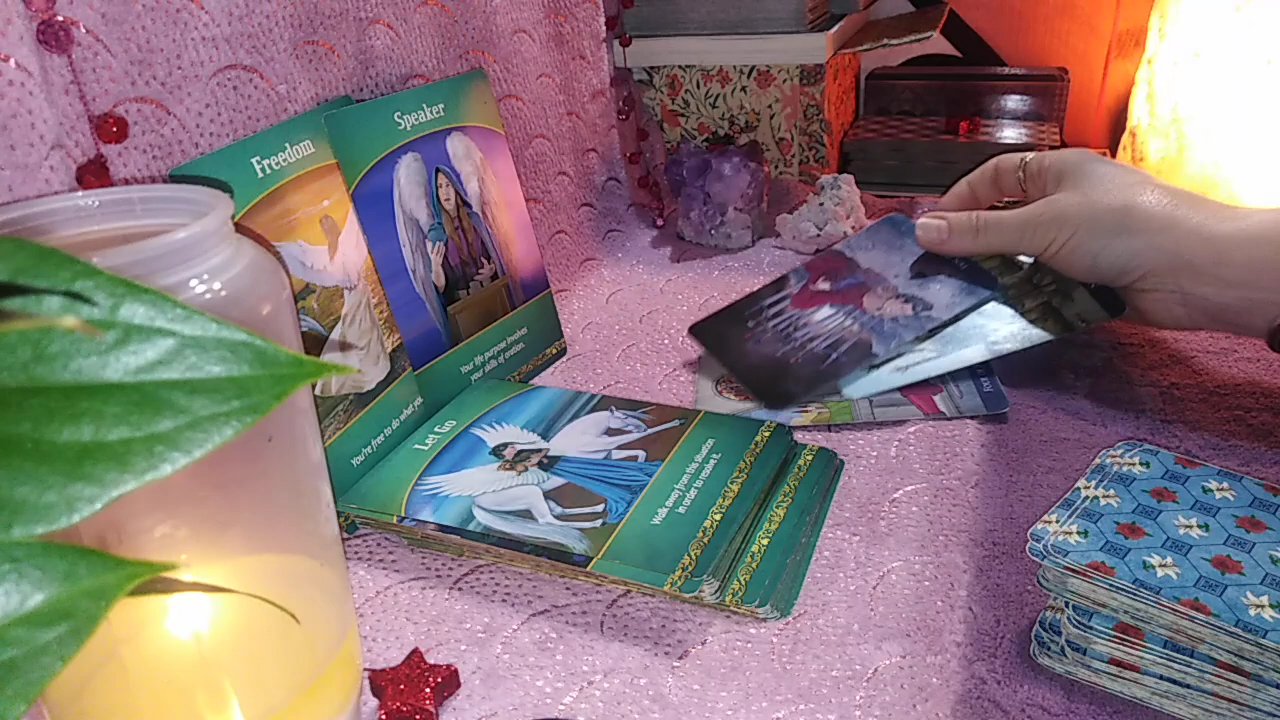 Freedom
You're free to do what you
Speaker
Your life purpose involves
your skills of oration.
Let Go
Walk away from this situation
in order to resolve it.